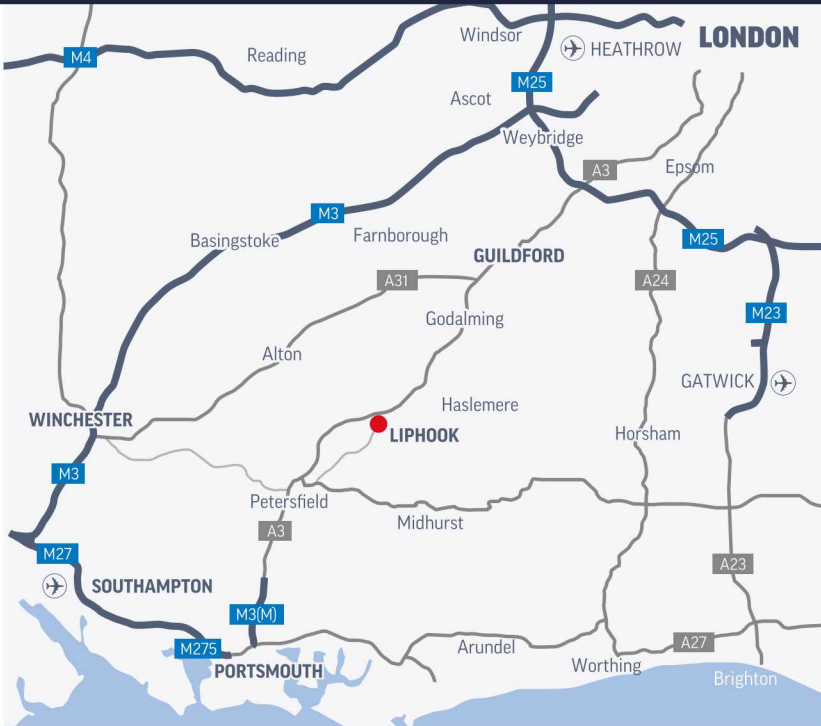 Windsor
LONDON
HEATHROW
Reading
M4
M25
Ascot
Weybridge
A3
Epsom
M3
Farnborough
Basingstoke
M25
GUILDFORD
A31
A24
M23
Godalming
Alton
GATWICK
Haslemere
WINCHESTER
LIPHOOK
Horsham
M3
Petersfield
Midhurst
A3
M27
A23
SOUTHAMPTON
M3(M)
A27
M275
Arundel
PORTSMOUTH
Worthing
Brighton